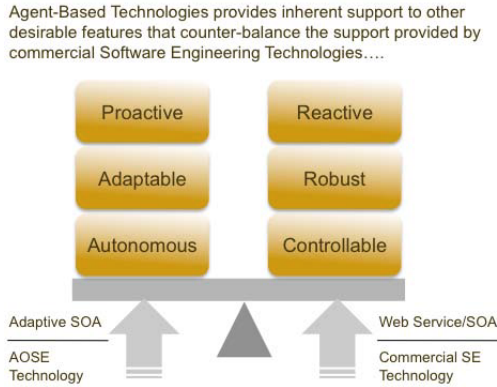 Agent-Based Technologies provides inherent support to other
desirable features that counter-balance the support provided by
commercial Software Engineering Technologies....
Proactive
Reactive
Adaptable
Robust
Autonomous
Controllable
Adaptive SOA
Web Service/SOA
AOSE
Technology
Commercial SE
Technology